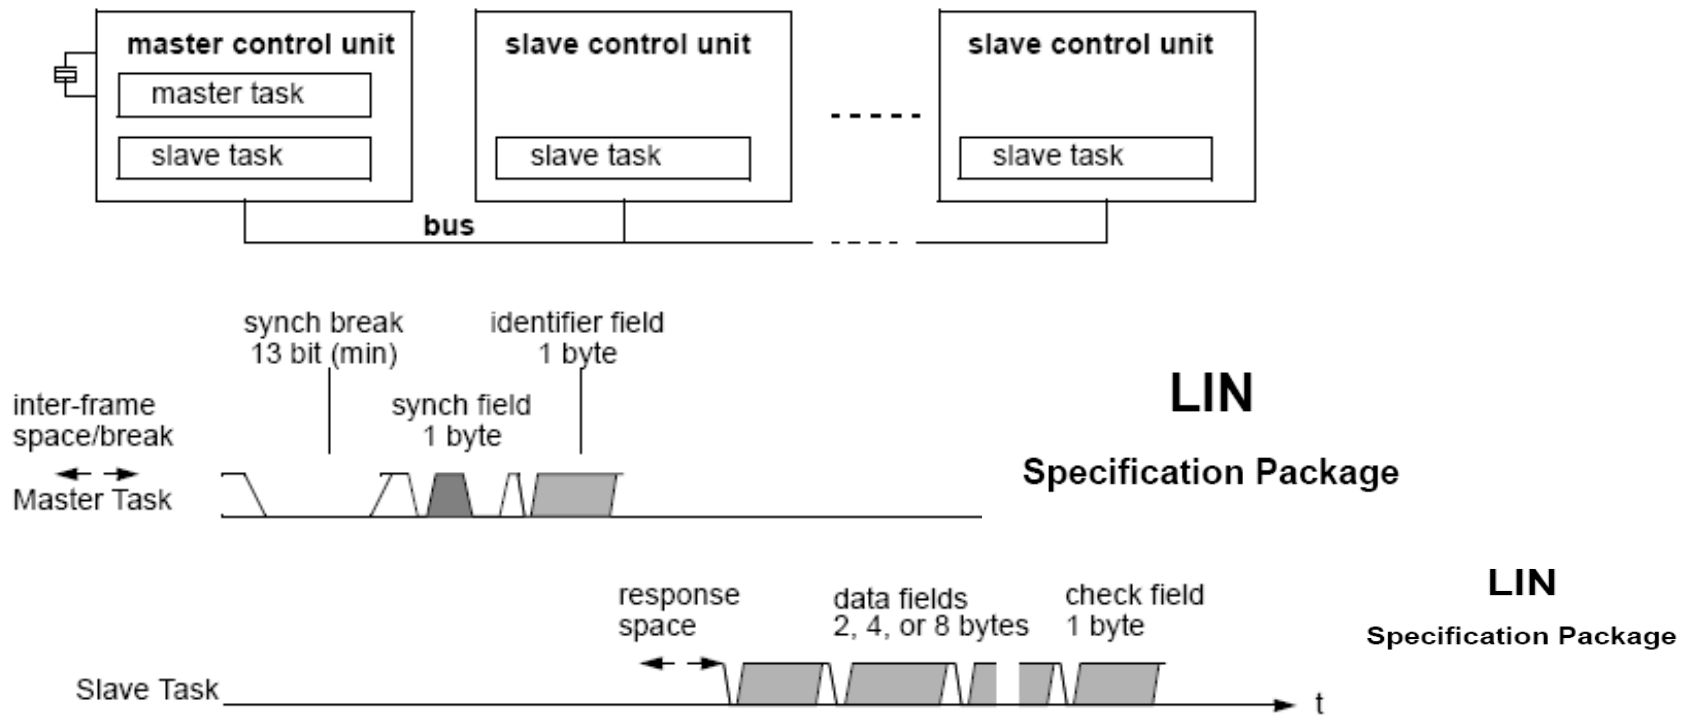 master control unit
master task
slave task
slave control unit
slave task
slave control unit
slave task
bus
synch break
13 bit (min)
identifier field
1 byte
inter-frame
space/break
synch field
1 byte
Master Task
LIN
Specification Package
response
space
data fields
2, 4, or 8 bytes
check field
1 byte
LIN
Specification Package
Slave Task
t